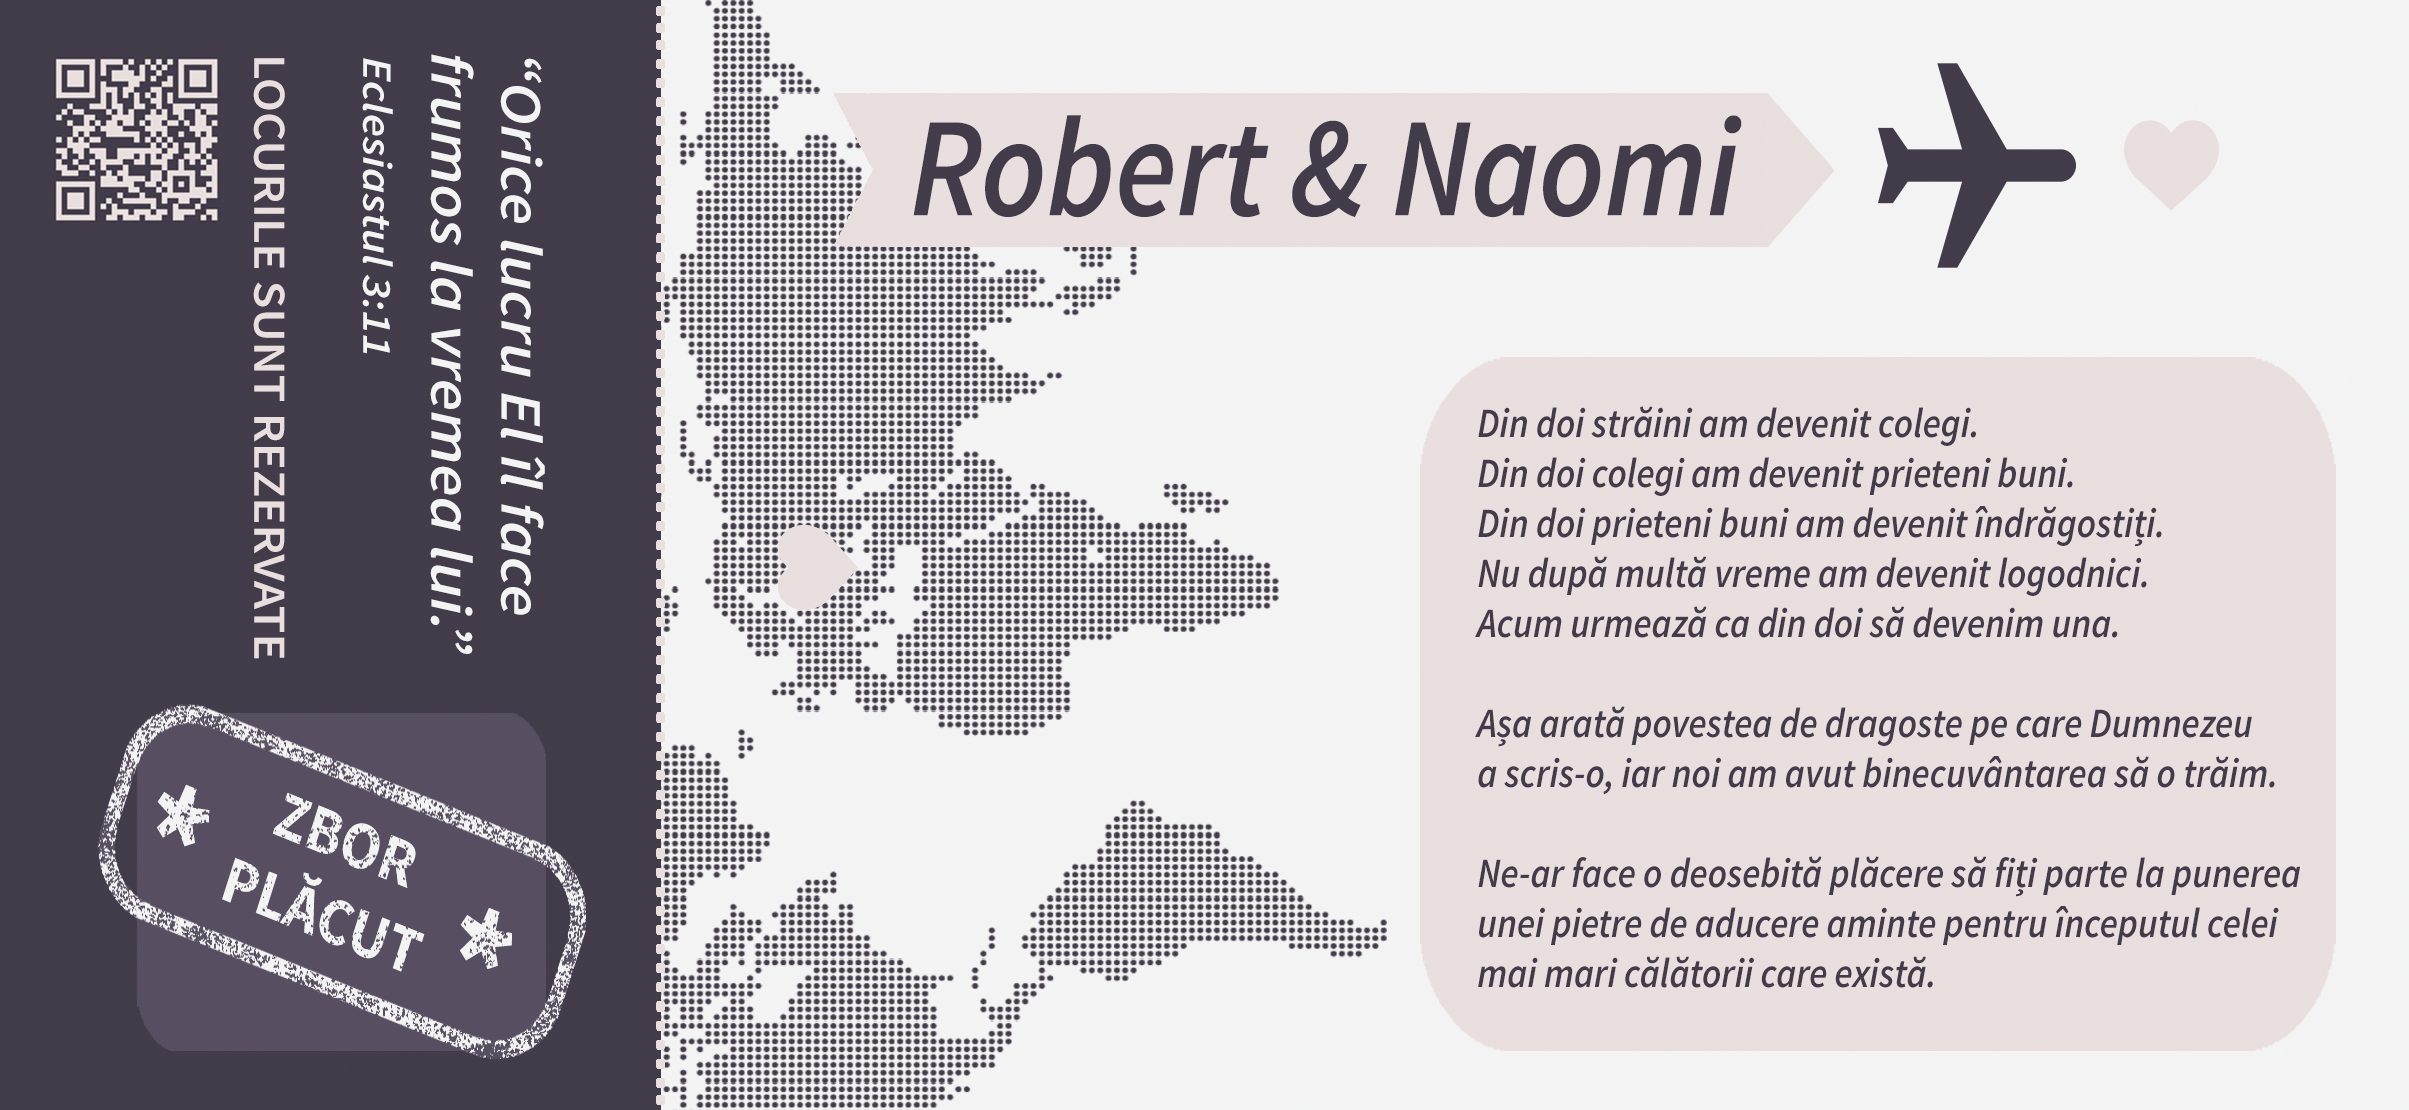 “Orice lucru El îl face
frumos la vremea lui.”
Eclesiastul 3:11
LOCURILE SUNT REZERVATE
* ZBOR
PLĂCUT *
Robert & Naomi
Din doi străini am devenit colegi.
Din doi colegi am devenit prieteni buni.
Din doi prieteni buni am devenit îndrăgostiți.
Nu după multă vreme am devenit logodnici.
Acum urmează ca din doi să devenim una.
Așa arată povestea de dragoste pe care Dumnezeu
a scris-o, iar noi am avut binecuvântarea să o trăim.
Ne-ar face o deosebită plăcere să fiți parte la punerea
unei pietre de aducere aminte pentru începutul celei
mai mari călătorii care există.